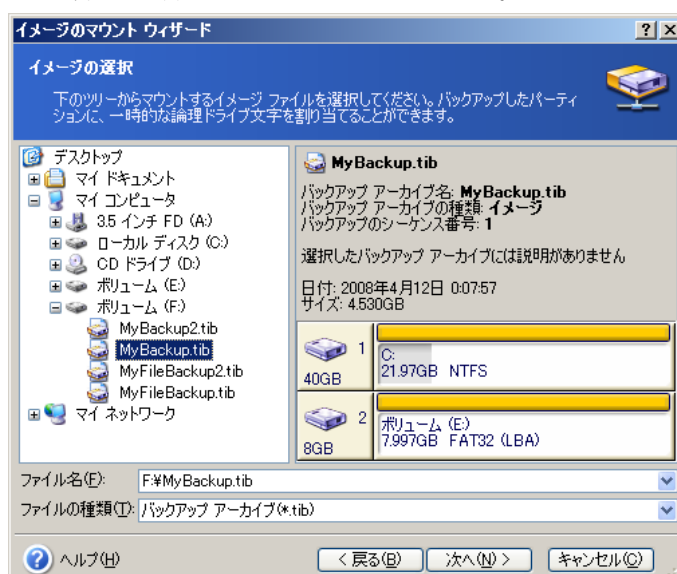 イメージのマウント ウィザード
イメージの選択
下のツリーからマウントするイメージ ファイルを選択してください。バックアップしたパーティ
ションに、一時的な論理ドライブ文字を割り当てることができます。
デスクトップ
マイ ドキュメント
マイ コンピュータ
3.5 インチ FD (A:)
ローカル ディスク (C:)
CD ドライブ (D:)
ボリューム (E:)
ボリューム (F:)
MyBackup2.tib
MyBackup.tib
MyFileBackup2.tib
MyFileBackup.tib
マイ ネットワーク
MyBackup.tib
バックアップ アーカイブ名: MyBackup.tib
バックアップ アーカイブの種類: イメージ
バックアップのシーケンス番号: 1
選択したバックアップ アーカイブには説明がありません
日付: 2008年4月12日 0:07:57
サイズ: 4.530GB
1
40GB
C:
21.97GB NTFS
2
8GB
ボリューム (E:)
7.997GB FAT32 (LBA)
ファイル名(F): F:¥MyBackup.tib
ファイルの種類(T): バックアップ アーカイブ(*.tib)
ヘルプ(H) < 戻る(B) 次へ(N) > キャンセル(C)